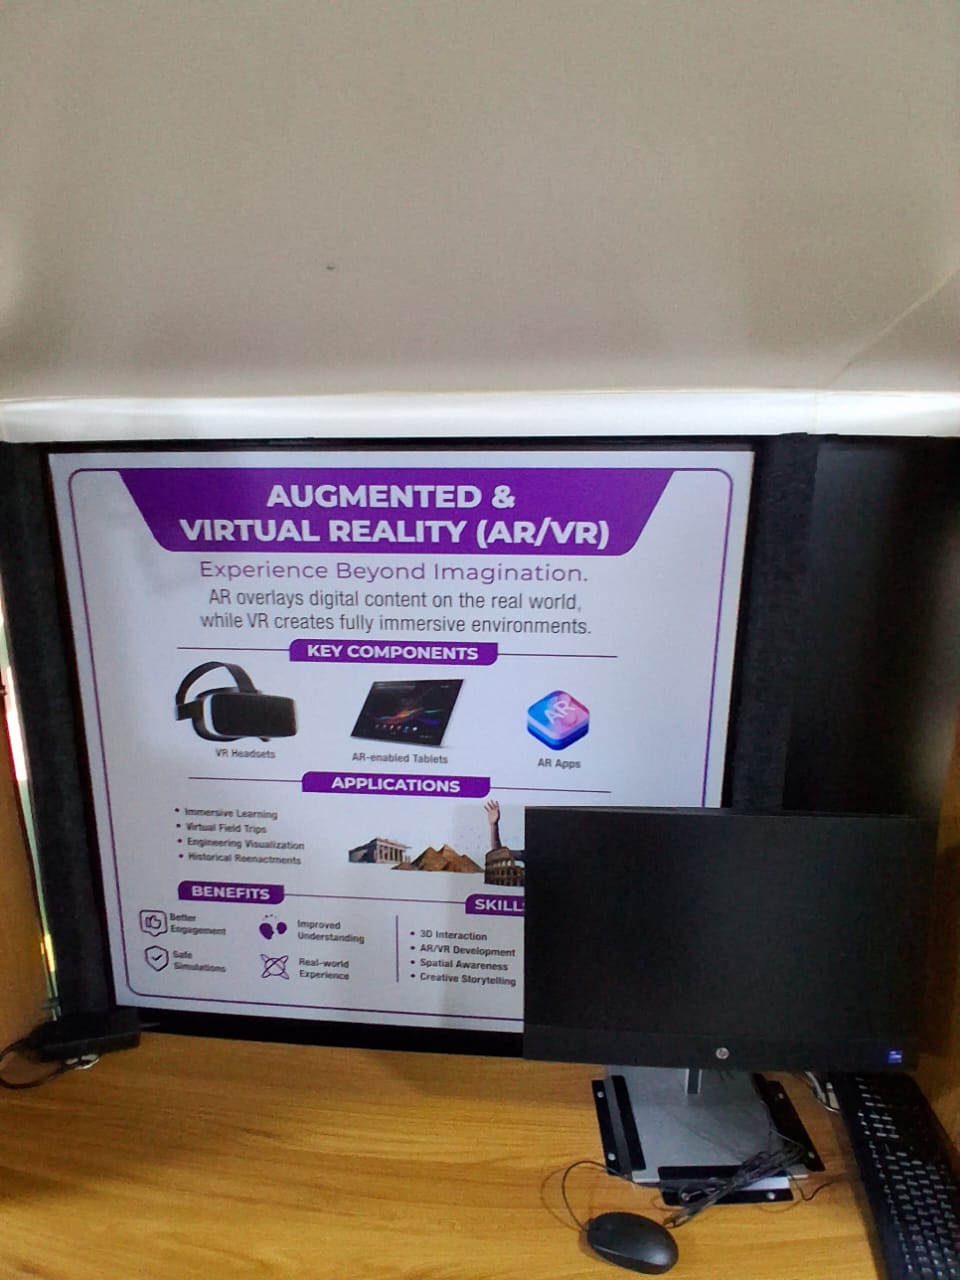 AUGMENTED &
VIRTUAL REALITY (AR/VR)
Experience Beyond Imagination.
AR overlays digital content on the real world,
while VR creates fully immersive environments.
KEY COMPONENTS
AR
VR Headsets
AR-enabled Tablets
AR Apps
APPLICATIONS
• Immersive Learning
• Virtual Field Trips
• Engineering Visualization
• Historical Reenactments
BENEFITS
Better
Engagement
Improved
Understanding
Safe
Simulations
Real-world
Experience
SKILL
• 3D Interaction
• AR/VR Development
• Spatial Awareness
• Creative Storytelling
hp